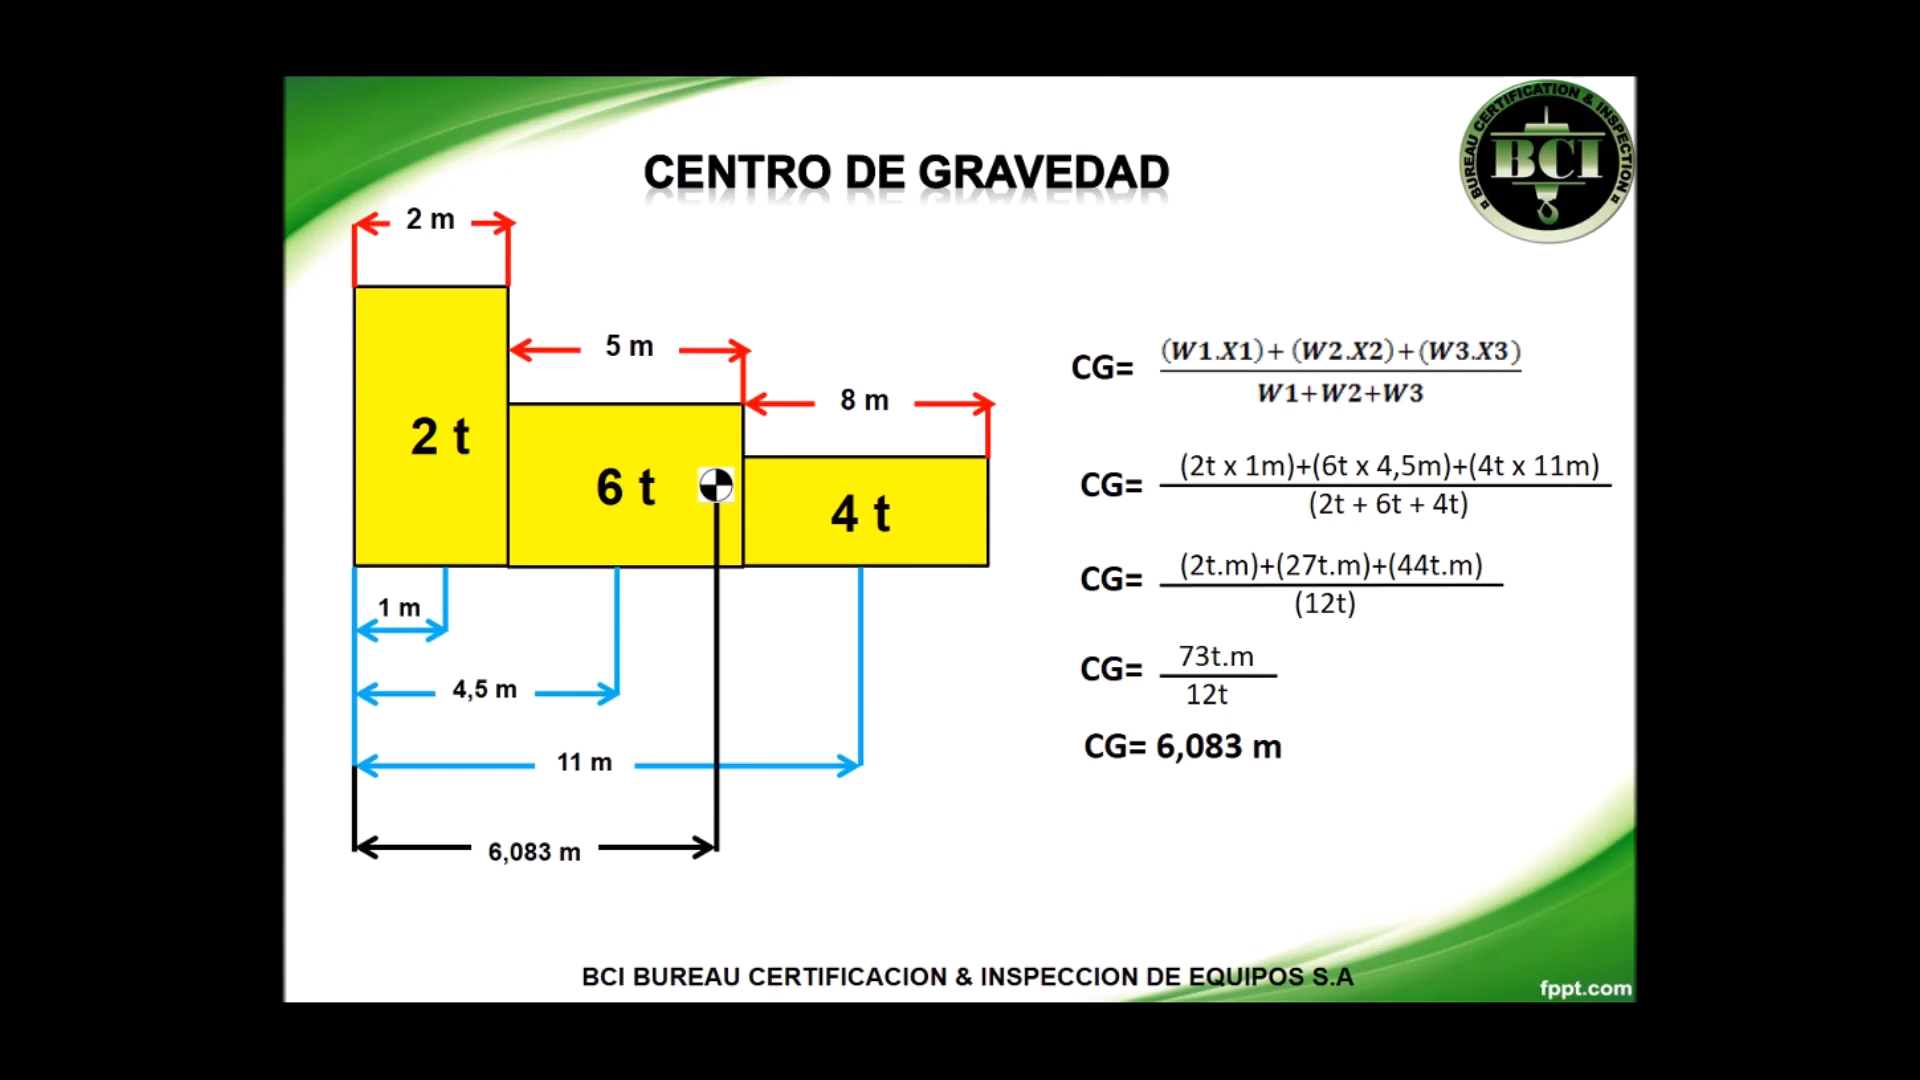 BUREAU CERTIFICATION & INSPECTION
BCI
CENTRO DE GRAVEDAD
2 m
5 m
8 m
2 t
6 t
4 t
1 m
4,5 m
11 m
6,083 m
CG= (W1.X1)+(W2.X2)+(W3.X3)
W1+W2+W3
CG= (2t x 1m)+(6t x 4,5m)+(4t x 11m)
(2t + 6t + 4t)
CG= (2t.m)+(27t.m)+(44t.m)
(12t)
CG= 73t.m
12t
CG= 6,083 m
BCI BUREAU CERTIFICACION & INSPECCION DE EQUIPOS S.A
fppt.com